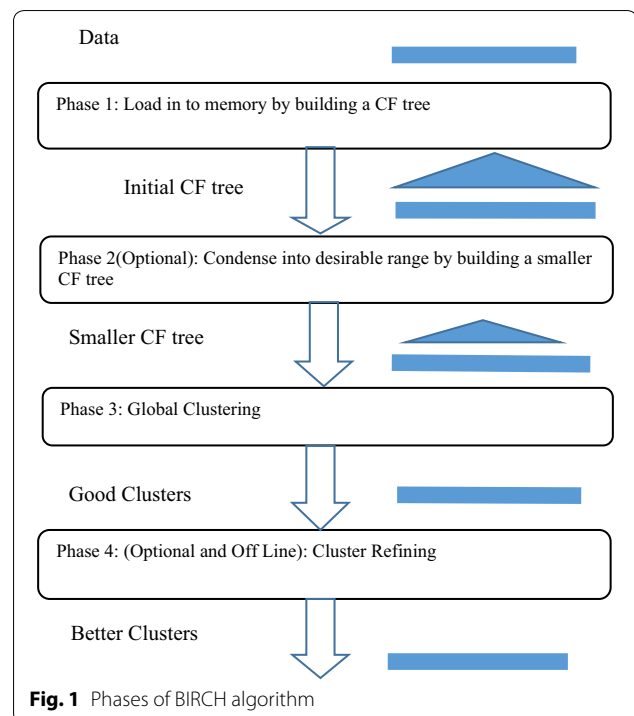 Data
Phase 1: Load in to memory by building a CF tree
Initial CF tree
Phase 2(Optional): Condense into desirable range by building a smaller
CF tree
Smaller CF tree
Phase 3: Global Clustering
Good Clusters
Phase 4: (Optional and Off Line): Cluster Refining
Better Clusters
Fig. 1 Phases of BIRCH algorithm